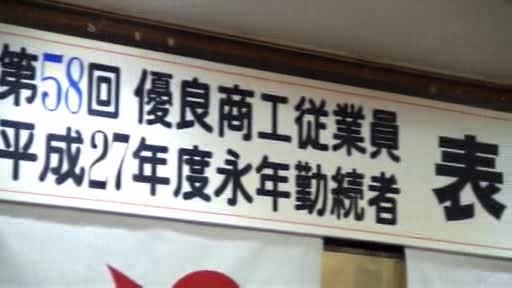 第58回 優良商工従業員
平成27年度永年勤続者
表